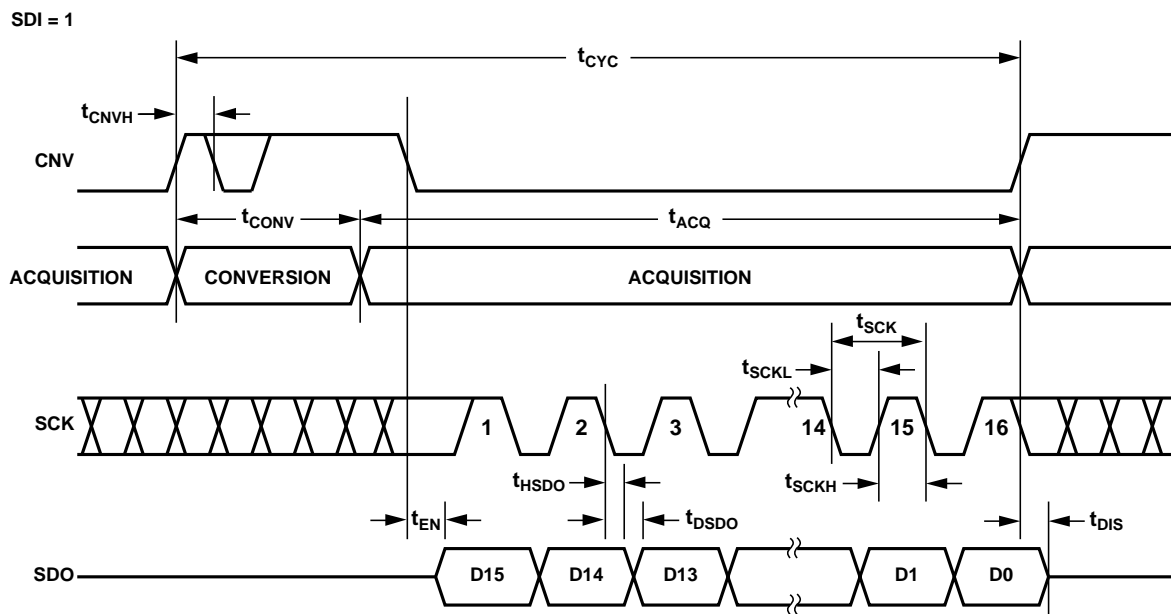 SDI = 1
tCYC
tCNVH
CNV
tCONV
tACQ
ACQUISITION
CONVERSION
ACQUISITION
tSCK
tSCKL
SCK
1
2
3
14
15
16
tHSDO
tSCKH
tEN
tDSDO
tDIS
SDO
D15
D14
D13
D1
D0